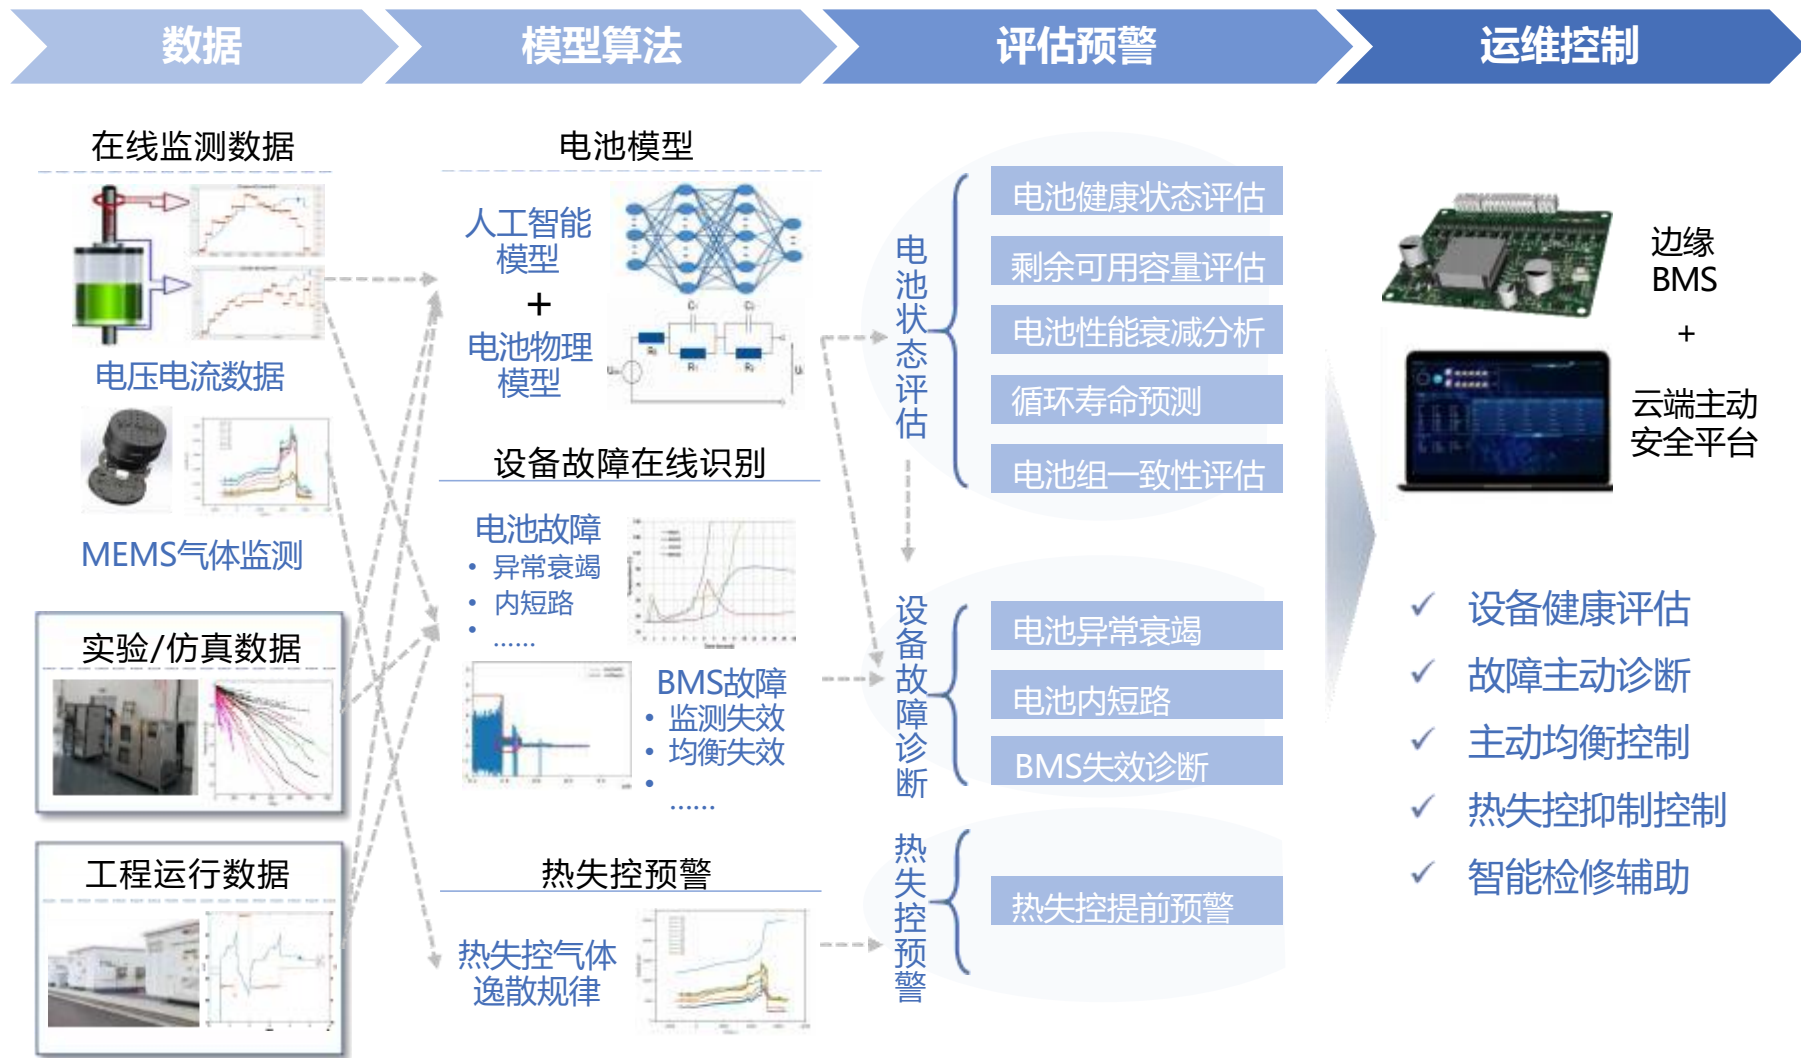 数据
模型算法
评估预警
运维控制
在线监测数据
电压电流数据
MEMS气体监测
实验/仿真数据
工程运行数据
电池模型
人工智能
模型
+
电池物理
模型
C₁
C₂
R₁
R₂
设备故障在线识别
电池故障
• 异常衰竭
• 内短路
• ……
BMS故障
• 监测失效
• 均衡失效
•
……
热失控预警
热失控气体
逸散规律
电池状态评估
电池健康状态评估
剩余可用容量评估
电池性能衰减分析
循环寿命预测
电池组一致性评估
设备故障诊断
电池异常衰竭
电池内短路
BMS失效诊断
热失控预警
热失控提前预警
边缘
BMS
+
云端主动
安全平台
✓ 设备健康评估
✓ 故障主动诊断
✓ 主动均衡控制
✓ 热失控抑制控制
✓ 智能检修辅助